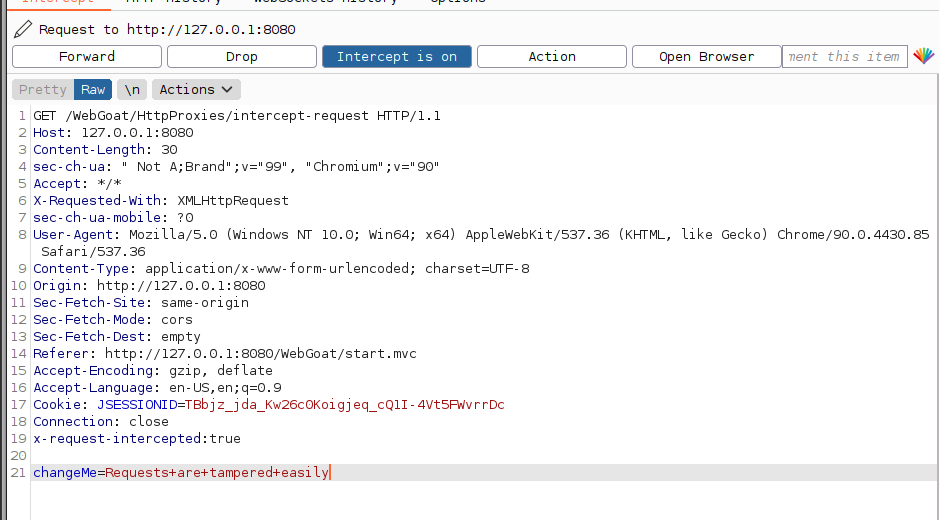 Request to http://127.0.0.1:8080
Forward Drop Intercept is on Action Open Browser ment this item
Pretty Raw \n Actions
1 GET /WebGoat/HttpProxies/intercept-request HTTP/1.1
2 Host: 127.0.0.1:8080
3 Content-Length: 30
4 sec-ch-ua: " Not A;Brand";v="99", "Chromium";v="90"
5 Accept: */*
6 X-Requested-With: XMLHttpRequest
7 sec-ch-ua-mobile: ?0
8 User-Agent: Mozilla/5.0 (Windows NT 10.0; Win64; x64) AppleWebKit/537.36 (KHTML, like Gecko) Chrome/90.0.4430.85
Safari/537.36
9 Content-Type: application/x-www-form-urlencoded; charset=UTF-8
10 Origin: http://127.0.0.1:8080
11 Sec-Fetch-Site: same-origin
12 Sec-Fetch-Mode: cors
13 Sec-Fetch-Dest: empty
14 Referer: http://127.0.0.1:8080/WebGoat/start.mvc
15 Accept-Encoding: gzip, deflate
16 Accept-Language: en-US,en;q=0.9
17 Cookie: JSESSIONID=TBbjz_jda_Kw26c0Koigjeq_cQ1I-4Vt5FWvrrDc
18 Connection: close
19 x-request-intercepted:true
20
21 changeMe=Requests+are+tampered+easily